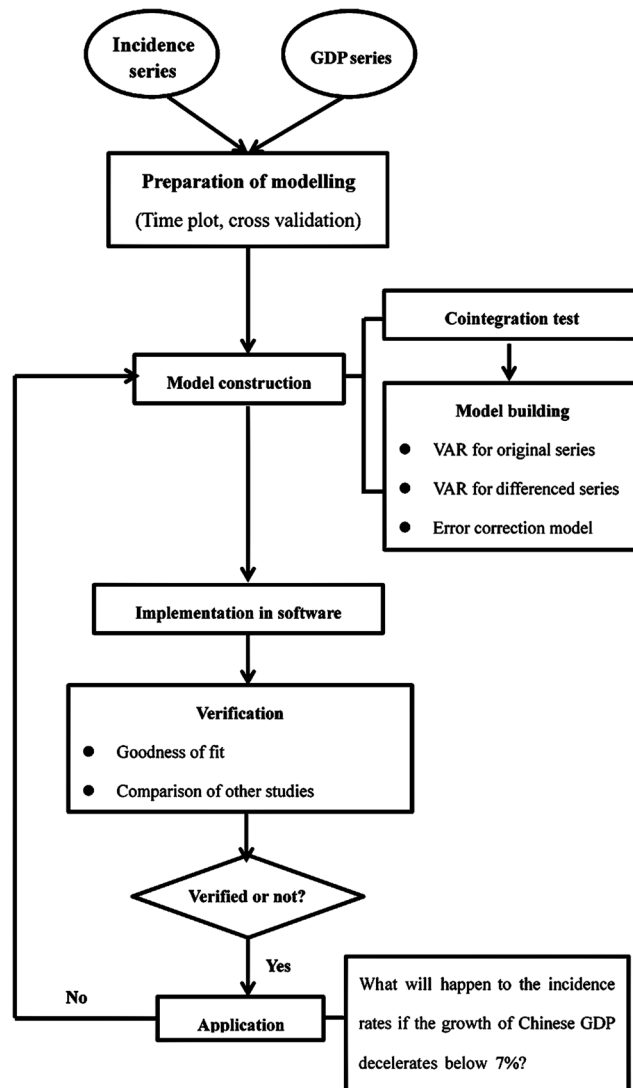 Incidence
series
GDP series
Preparation of modelling
(Time plot, cross validation)
Cointegration test
Model construction
Model building
● VAR for original series
● VAR for differenced series
● Error correction model
Implementation in software
Verification
● Goodness of fit
● Comparison of other studies
Verified or not?
Yes
No
Application
What will happen to the incidence
rates if the growth of Chinese GDP
decelerates below 7%?